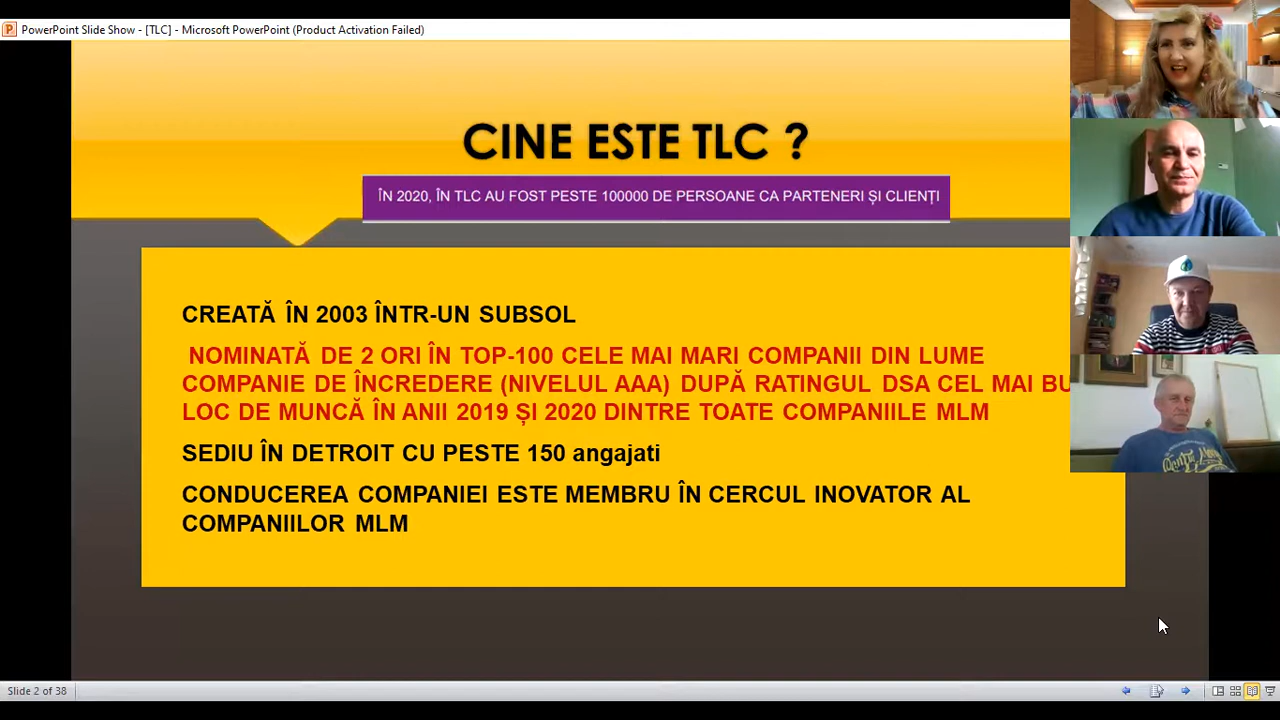 PowerPoint Slide Show - [TLC] - Microsoft PowerPoint (Product Activation Failed)
CINE ESTE TLC ?
ÎN 2020, ÎN TLC AU FOST PESTE 100000 DE PERSOANE CA PARTENERI ȘI CLIENȚI
CREATĂ ÎN 2003 ÎNTR-UN SUBSOL
NOMINATĂ DE 2 ORI ÎN TOP-100 CELE MAI MARI COMPANII DIN LUME
COMPANIE DE ÎNCREDERE (NIVELUL AAA) DUPĂ RATINGUL DSA CEL MAI BU
LOC DE MUNCĂ ÎN ANII 2019 ȘI 2020 DINTRE TOATE COMPANIILE MLM
SEDIU ÎN DETROIT CU PESTE 150 angajati
CONDUCEREA COMPANIEI ESTE MEMBRU ÎN CERCUL INOVATOR AL
COMPANIILOR MLM
Slide 2 of 38